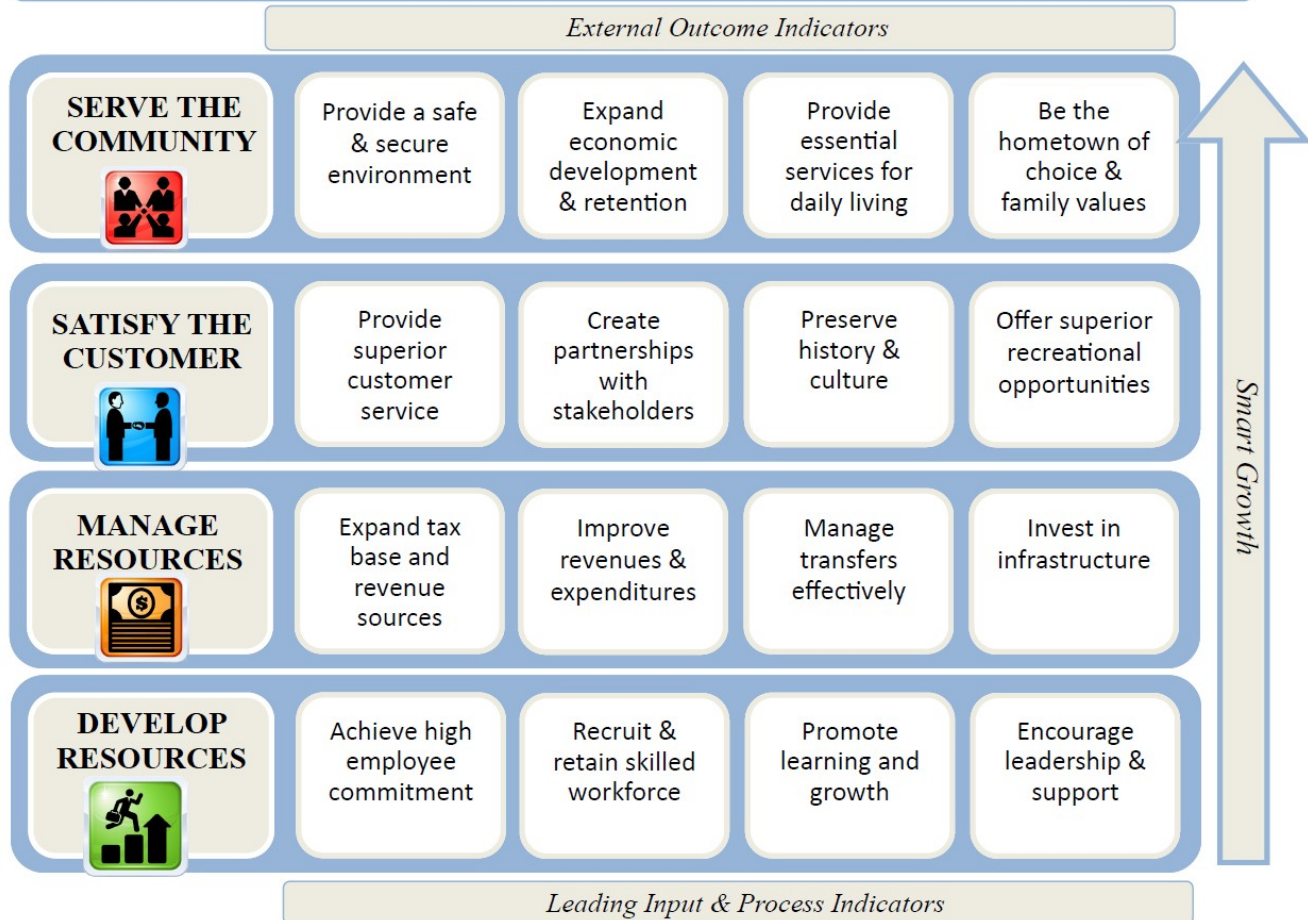 External Outcome Indicators
SERVE THE
COMMUNITY
Provide a safe
& secure
environment
Expand
economic
development
& retention
Provide
essential
services for
daily living
Be the
hometown of
choice &
family values
SATISFY THE
CUSTOMER
Provide
superior
customer
service
Create
partnerships
with
stakeholders
Preserve
history &
culture
Offer superior
recreational
opportunities
MANAGE
RESOURCES
$
Expand tax
base and
revenue
sources
Improve
revenues &
expenditures
Manage
transfers
effectively
Invest in
infrastructure
DEVELOP
RESOURCES
Achieve high
employee
commitment
Recruit &
retain skilled
workforce
Promote
learning and
growth
Encourage
leadership &
support
Smart Growth
Leading Input & Process Indicators